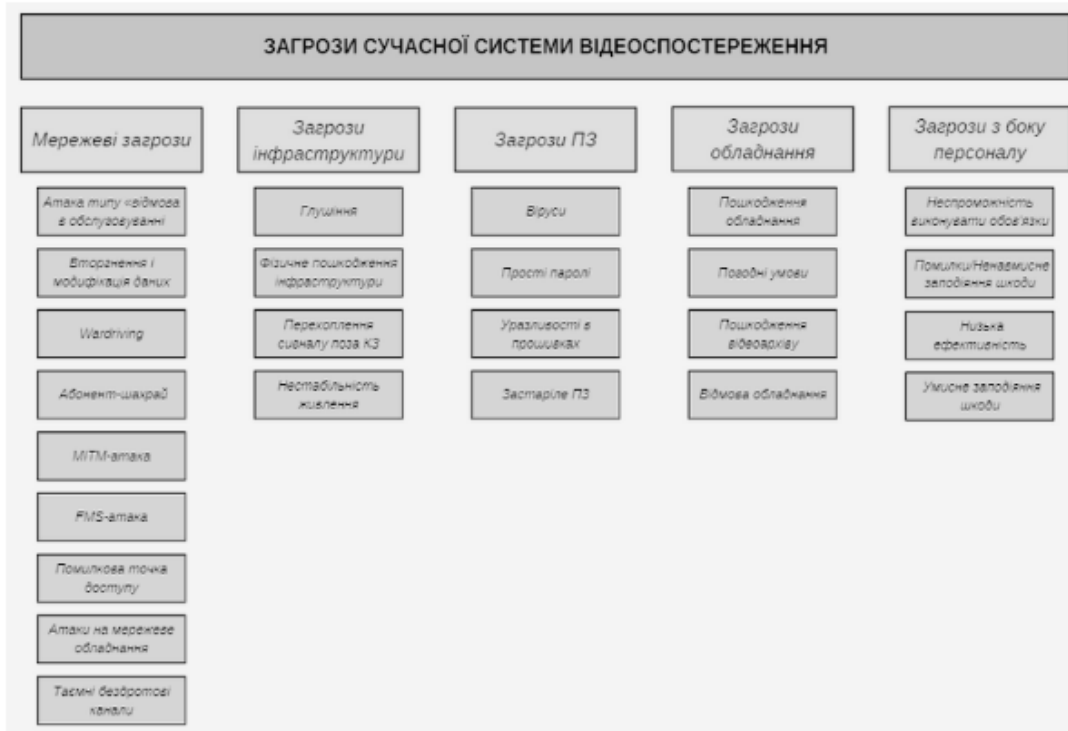 ЗАГРОЗИ СУЧАСНОЇ СИСТЕМИ ВІДЕОСПОСТЕРЕЖЕННЯ
Мережеві загрози
Атака типу «відмова
в обслуговуванні
Вторгнення і
модифікація даних
Wardriving
Абонент-шахрай
MITM-атака
FMS-атака
Помилкова точка
доступу
Атаки на мережеве
обладнання
Таємні бездротові
канали
Загрози
інфраструктури
Глушіння
Фізичне пошкодження
інфраструктури
Перехоплення
сигналу поза КЗ
Нестабільність
живлення
Загрози ПЗ
Віруси
Прості паролі
Уразливості в
прошивках
Застаріле ПЗ
Загрози
обладнання
Пошкодження
обладнання
Погодні умови
Пошкодження
відеоархіву
Відмова обладнання
Загрози з боку
персоналу
Неспроможність
виконувати обов'язки
Помилки/Ненавмисне
заподіяння шкоди
Низька
ефективність
Умисне заподіяння
шкоди